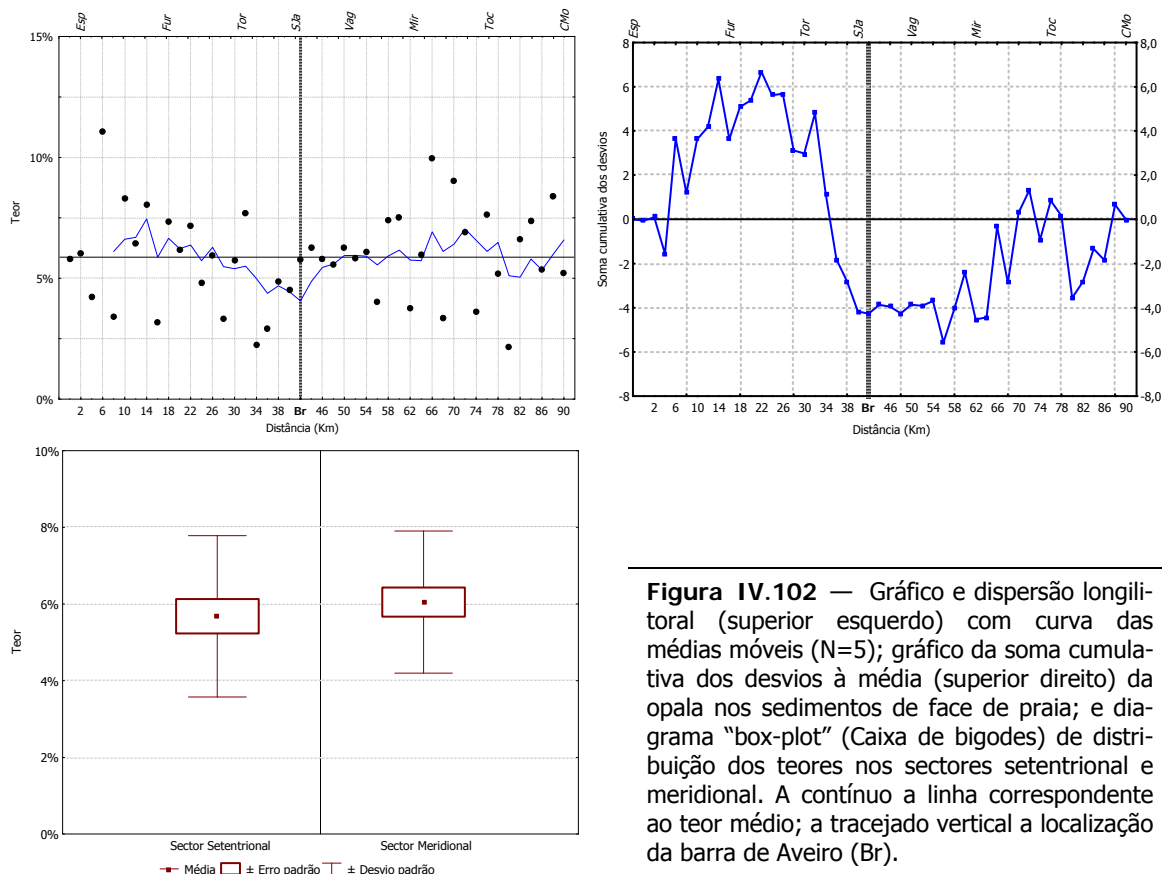 Esp Fur Tor SJa Vag Mir Toc CMo
15%
10%
5%
0%
Teor
2 6 10 14 18 22 26 30 34 38 Br 46 50 54 58 62 66 70 74 78 82 86 90
Distância (Km)
Esp Fur Tor SJa Vag Mir Toc CMo
8 8,0
6 6,0
4 4,0
2 2,0
0 0,0
-2 -2,0
-4 -4,0
-6 -6,0
-8 -8,0
Soma cumulativa dos desvios
2 6 10 14 18 22 26 30 34 38 Br 46 50 54 58 62 66 70 74 78 82 86 90
Distância (Km)
10%
8%
6%
4%
2%
0%
Teor
Sector Setentrional Sector Meridional
Média ± Erro padrão ± Desvio padrão
Figura IV.102 — Gráfico e dispersão longili-
toral (superior esquerdo) com curva das
médias móveis (N=5); gráfico da soma cumula-
tiva dos desvios à média (superior direito) da
opala nos sedimentos de face de praia; e dia-
grama “box-plot” (Caixa de bigodes) de distri-
buição dos teores nos sectores setentrional e
meridional. A contínuo a linha correspondente
ao teor médio; a tracejado vertical a localização
da barra de Aveiro (Br).